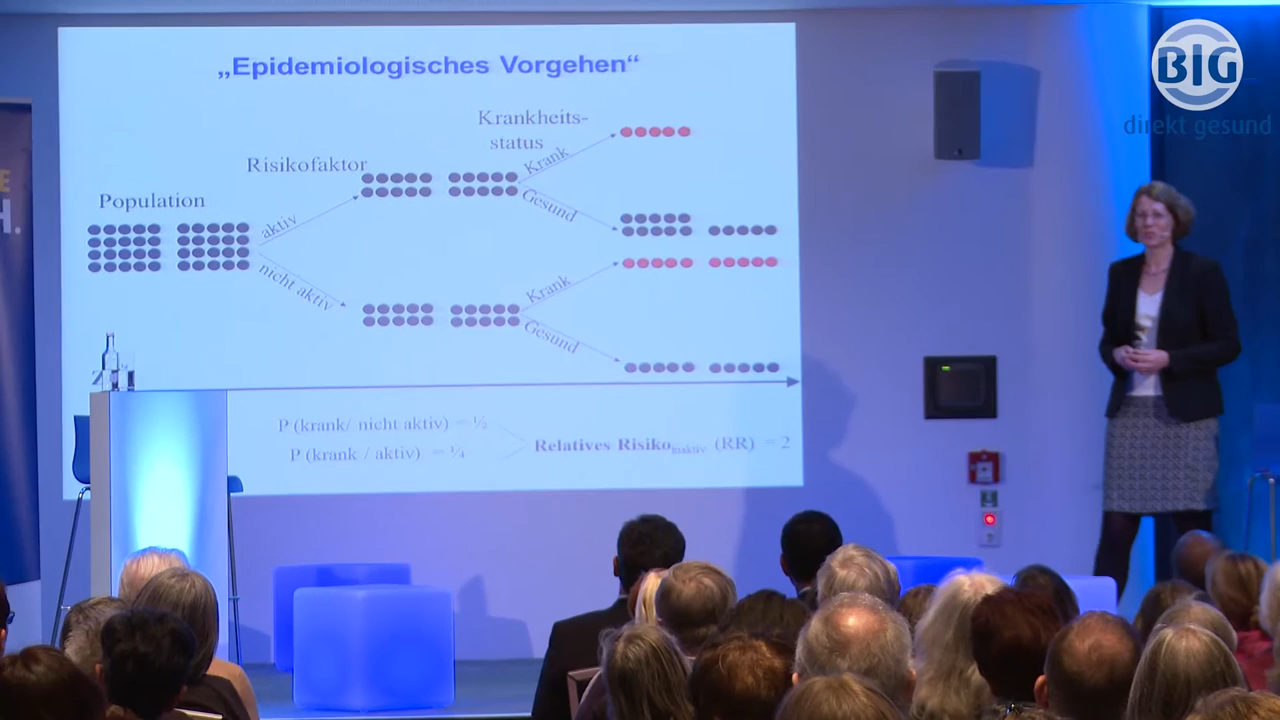 „Epidemiologisches Vorgehen“
Krankheits-
status
Risikofaktor
Population
aktiv
nicht aktiv
Krank
Gesund
Krank
Gesund
P (krank/ nicht aktiv) = ½
P (krank / aktiv) = ¼
Relatives Risiko inaktiv (RR) = 2
BIG
direkt gesund